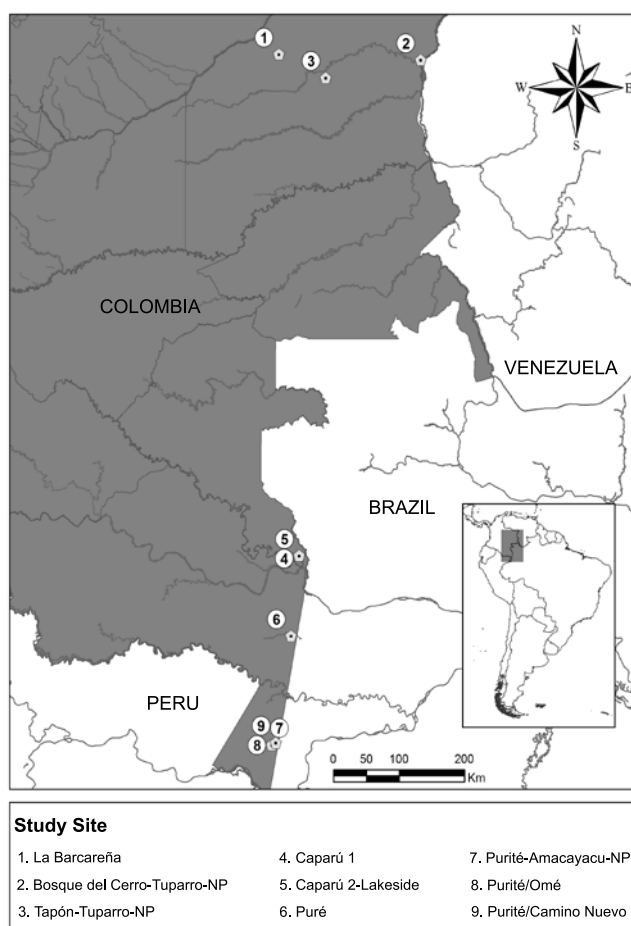 1
2
3
N
W
E
S
COLOMBIA
VENEZUELA
BRAZIL
5
4
6
PERU
9
7
8
0 50 100 200
Km
Study Site
1. La Barcareña
2. Bosque del Cerro-Tuparro-NP
3. Tapón-Tuparro-NP
4. Caparú 1
5. Caparú 2-Lakeside
6. Puré
7. Purité-Amacayacu-NP
8. Purité/Omé
9. Purité/Camino Nuevo